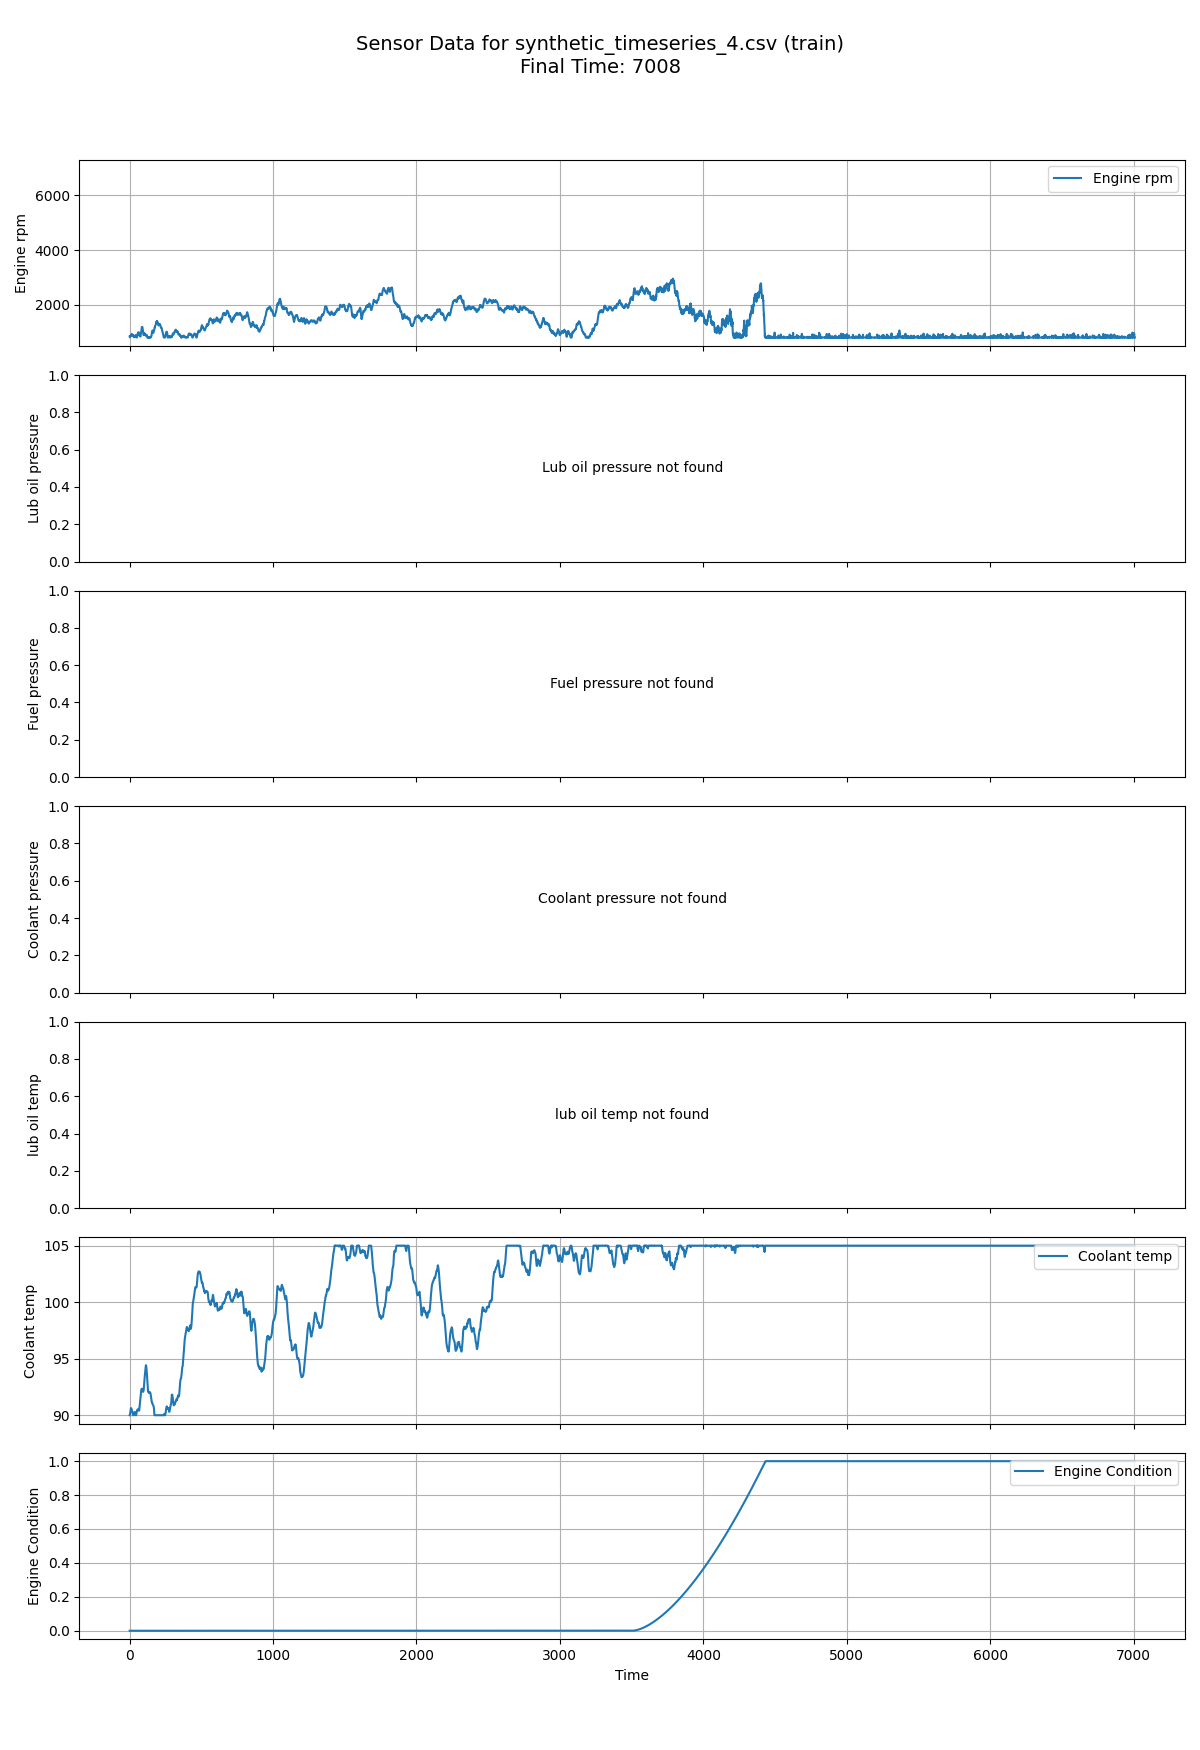 Sensor Data for synthetic_timeseries_4.csv (train)
Final Time: 7008
Engine rpm
6000
4000
2000
Engine rpm
Lub oil pressure
1.0
0.8
0.6
0.4
0.2
0.0
Lub oil pressure not found
Fuel pressure
1.0
0.8
0.6
0.4
0.2
0.0
Fuel pressure not found
Coolant pressure
1.0
0.8
0.6
0.4
0.2
0.0
Coolant pressure not found
lub oil temp
1.0
0.8
0.6
0.4
0.2
0.0
lub oil temp not found
Coolant temp
105
100
95
90
Coolant temp
Engine Condition
1.0
0.8
0.6
0.4
0.2
0.0
Engine Condition
0 1000 2000 3000 4000 5000 6000 7000
Time